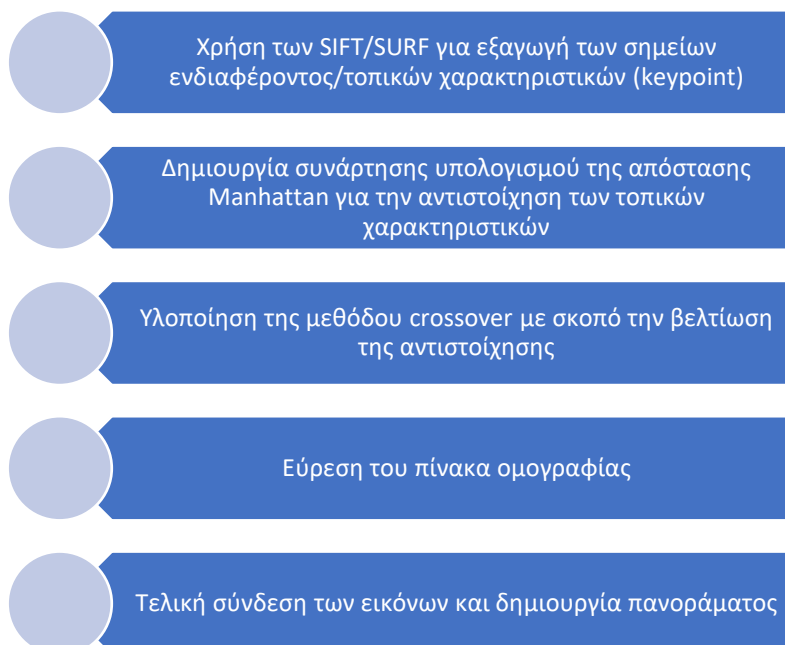 Χρήση των SIFT/SURF για εξαγωγή των σημείων
ενδιαφέροντος/τοπικών χαρακτηριστικών (keypoint)
Δημιουργία συνάρτησης υπολογισμού της απόστασης
Manhattan για την αντιστοίχηση των τοπικών
χαρακτηριστικών
Υλοποίηση της μεθόδου crossover με σκοπό την βελτίωση
της αντιστοίχησης
Εύρεση του πίνακα ομογραφίας
Τελική σύνδεση των εικόνων και δημιουργία πανοράματος